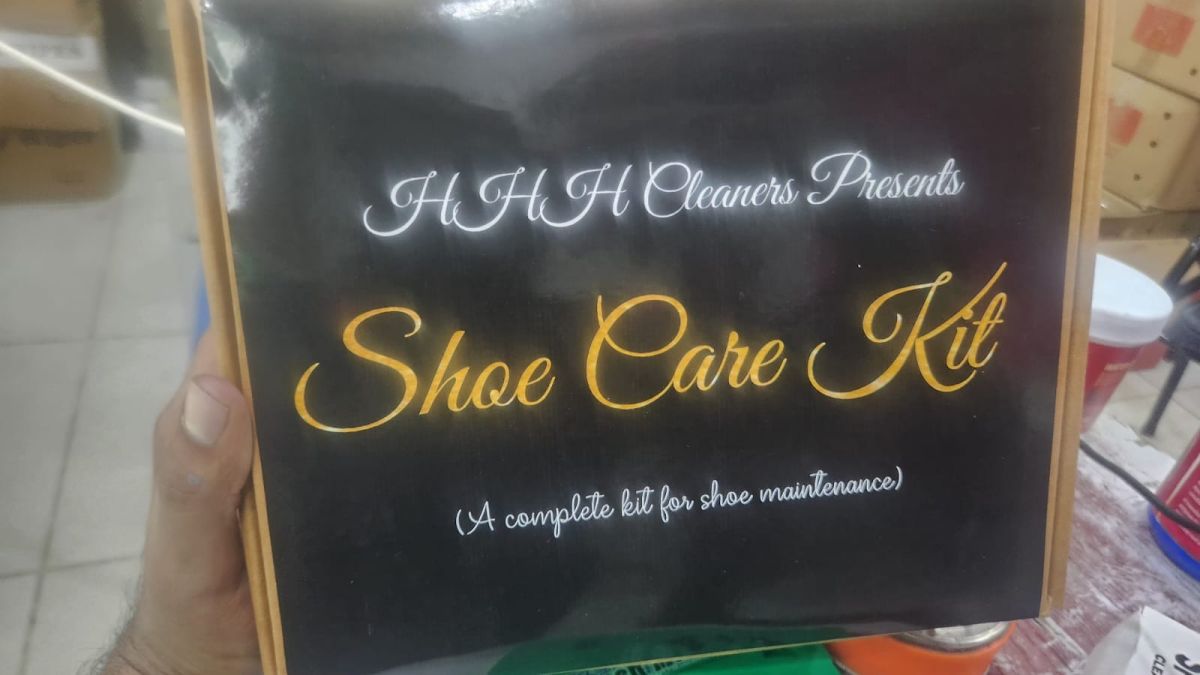 HHH Cleaners Presents
Shoe Care Kit
(A complete kit for shoe maintenance)